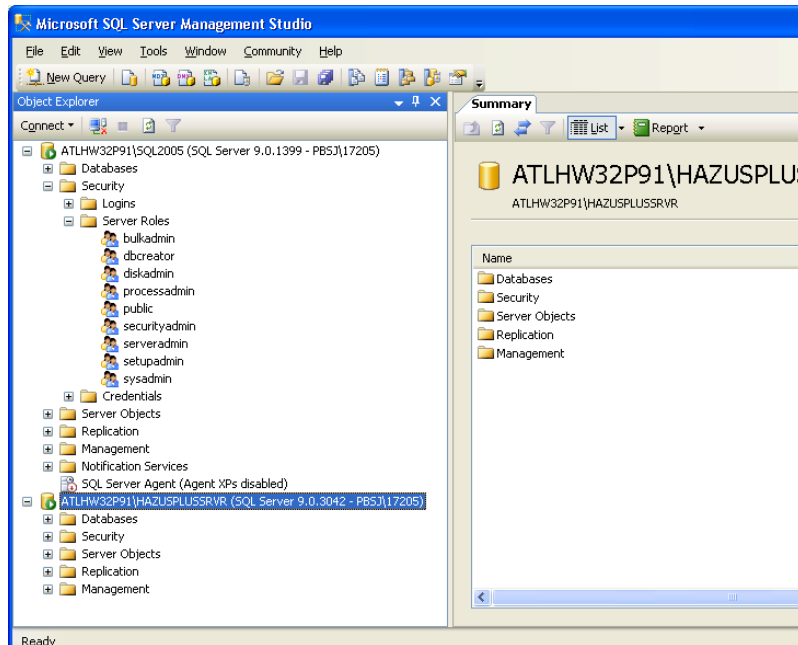 Microsoft SQL Server Management Studio
File Edit View Tools Window Community Help
New Query
Object Explorer
Connect
ATLHW32P91\SQL2005 (SQL Server 9.0.1399 - PBSJ\17205)
Databases
Security
Logins
Server Roles
bulkadmin
dbcreator
diskadmin
processadmin
public
securityadmin
serveradmin
setupadmin
sysadmin
Credentials
Server Objects
Replication
Management
Notification Services
SQL Server Agent (Agent XPs disabled)
ATLHW32P91\HAZUSPLUSSRVR (SQL Server 9.0.3042 - PBSJ\17205)
Databases
Security
Server Objects
Replication
Management
Summary
List Report
ATLHW32P91\HAZUSPLUS
ATLHW32P91\HAZUSPLUSSRVR
Name
Databases
Security
Server Objects
Replication
Management
Ready